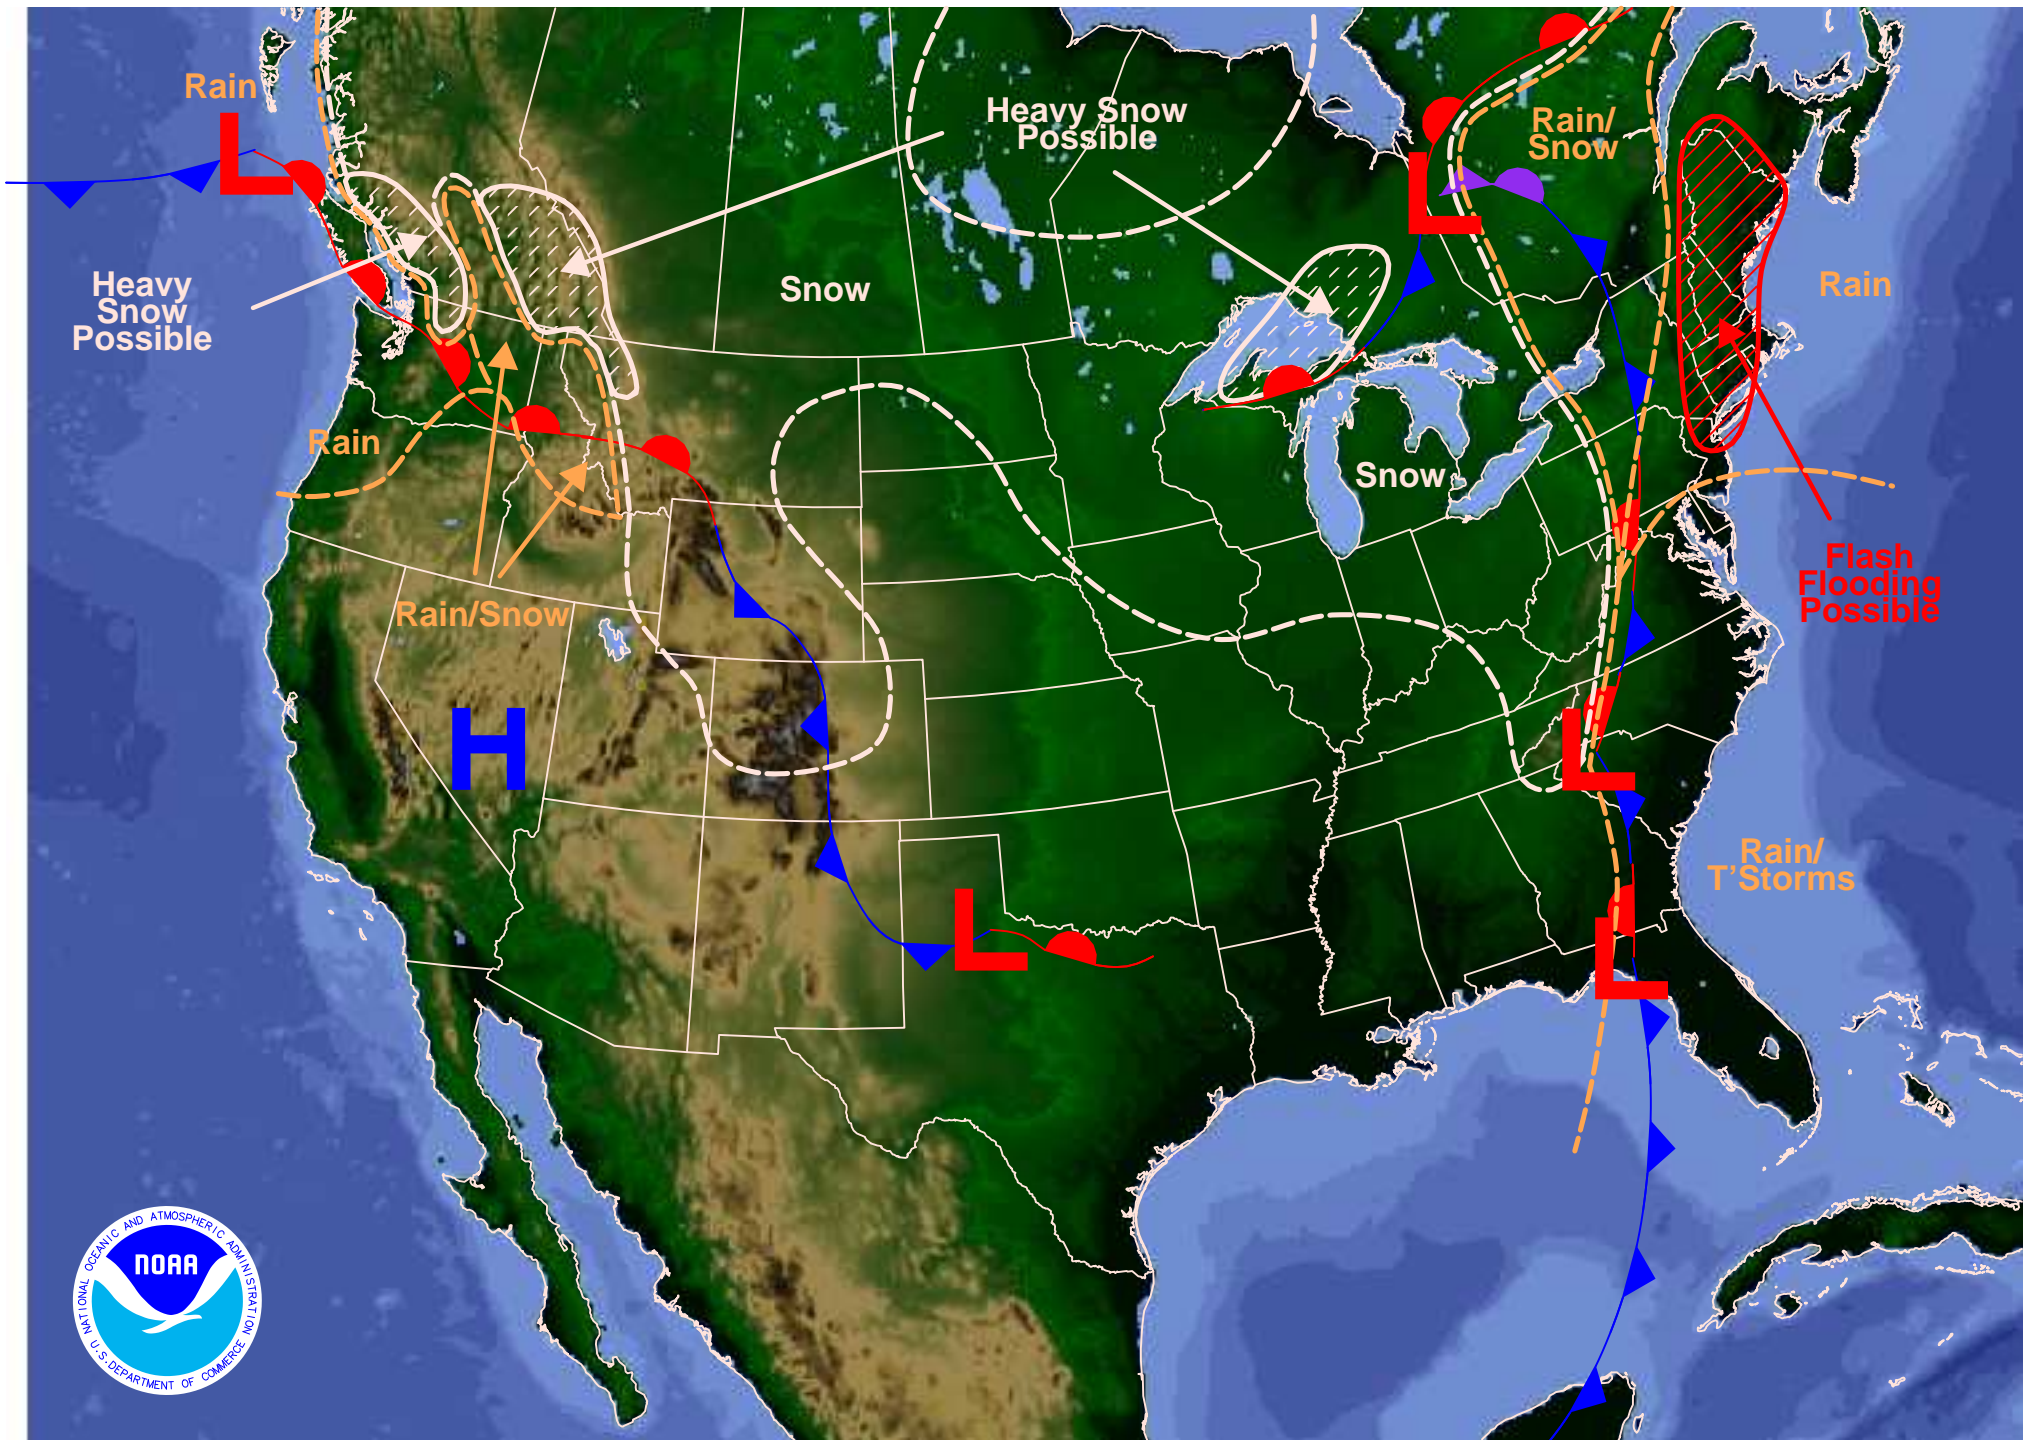 Rain
L
Heavy Snow
Possible
Rain/
Snow
L
Heavy
Snow
Possible
Snow
Rain
Rain
Snow
Flash
Flooding
Possible
Rain/Snow
H
L
Rain/
T'Storms
L
L
NATIONAL OCEANIC AND ATMOSPHERIC ADMINISTRATION
NOAA
U.S. DEPARTMENT OF COMMERCE